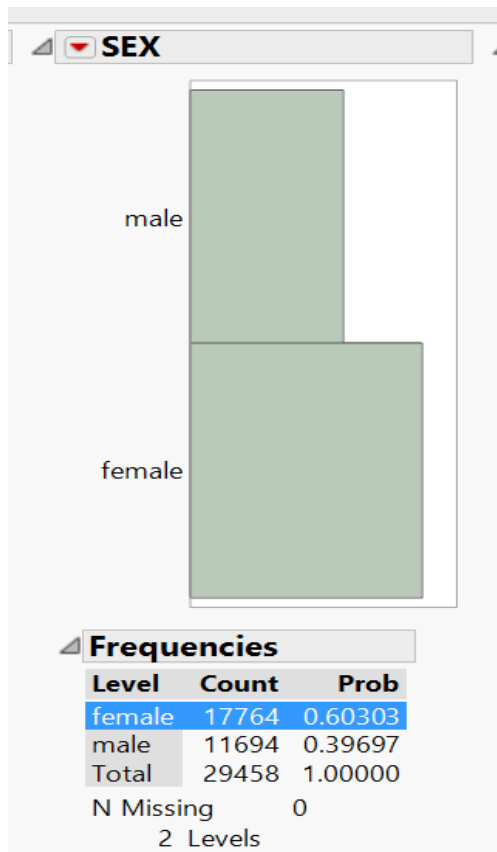 SEX
male
female
Frequencies
Level Count Prob
female 17764 0.60303
male 11694 0.39697
Total 29458 1.00000
N Missing 0
2 Levels